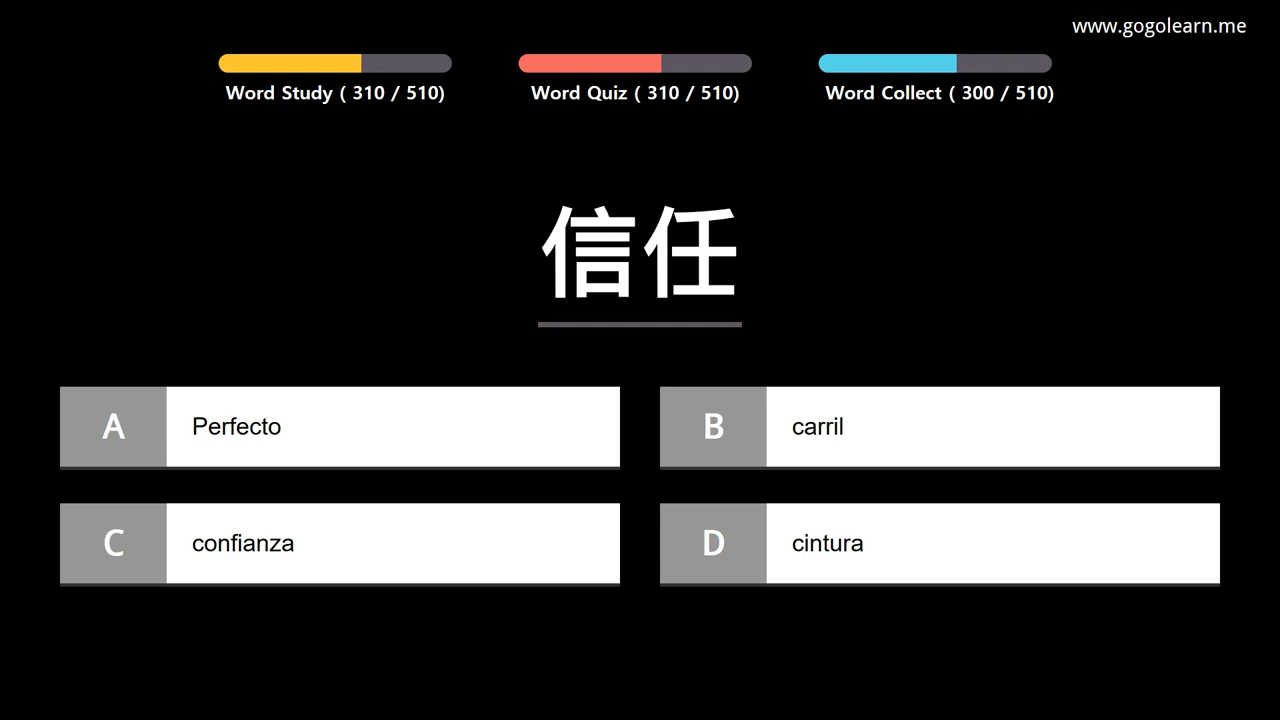 www.gogolearn.me
Word Study ( 310 / 510)
Word Quiz ( 310 / 510)
Word Collect ( 300 / 510)
信任
A Perfecto
B carril
C confianza
D cintura